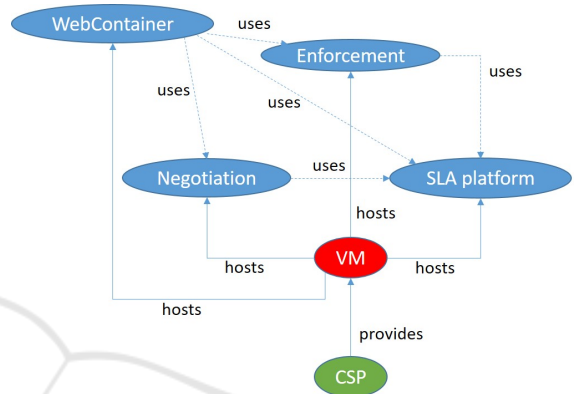 WebContainer
uses
Enforcement
uses
uses
uses
uses
Negotiation
SLA platform
hosts
VM
hosts
hosts
hosts
provides
CSP